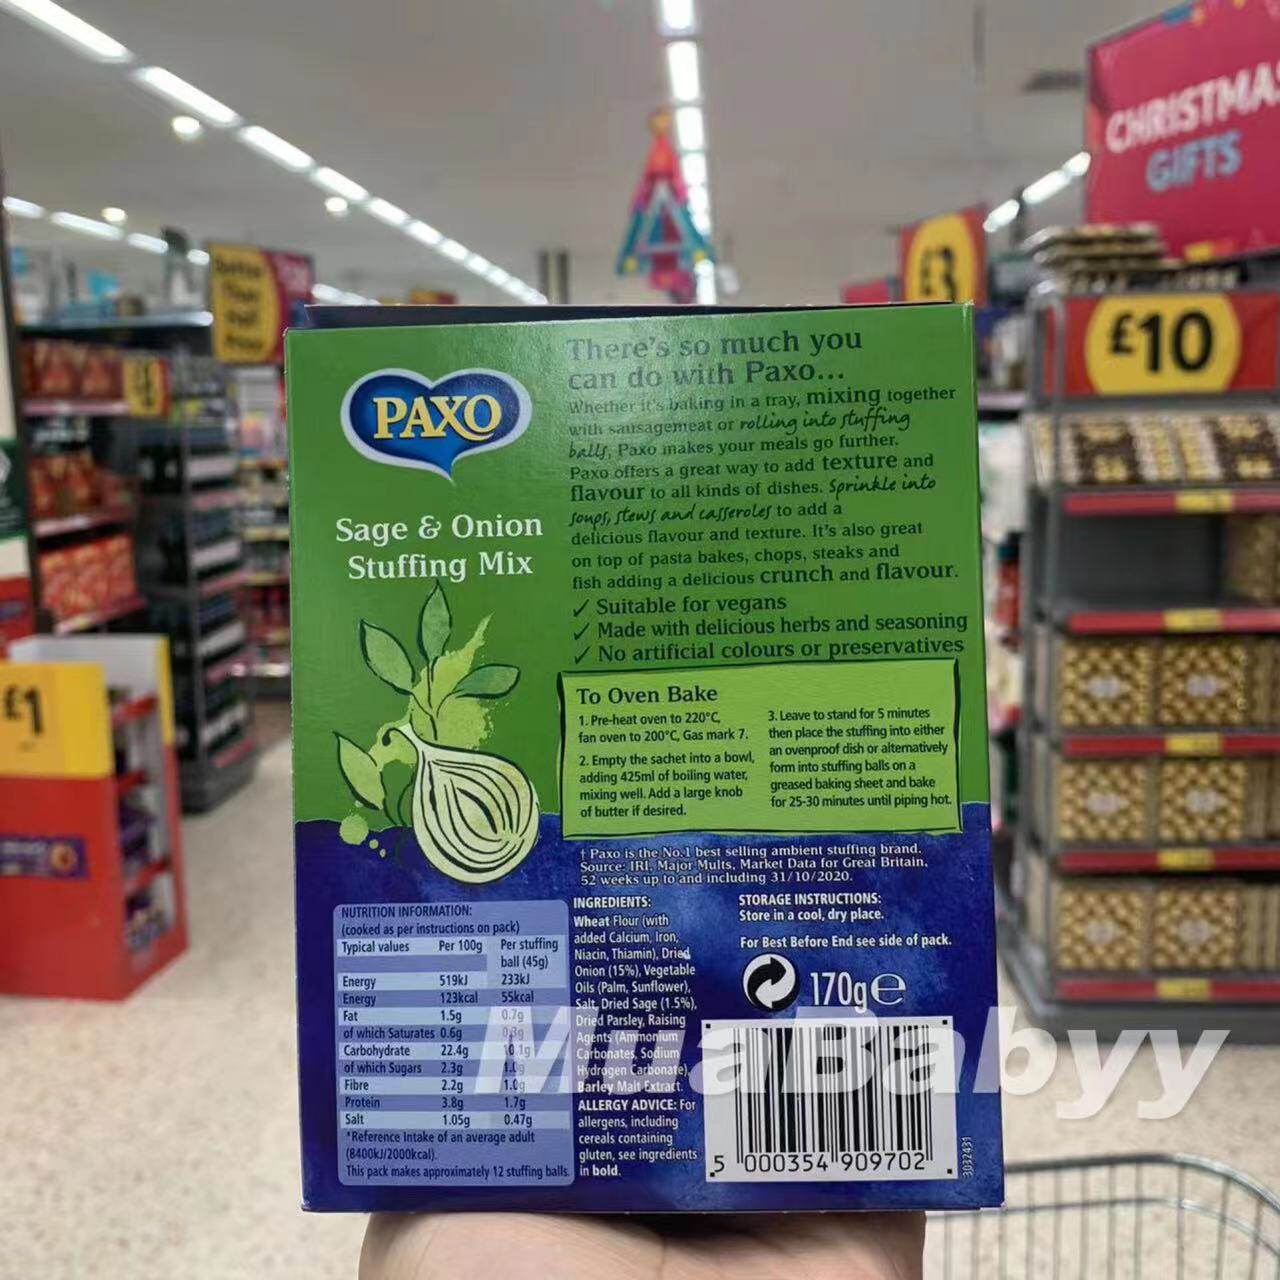 CHRISTMA
GIFTS
£3
£10
£1
PAXO
Sage & Onion
Stuffing Mix
There's so much you
can do with Paxo...
Whether it's baking in a tray, mixing together
with sausagemeat or rolling into stuffing
balls, Paxo makes your meals go further.
Paxo offers a great way to add texture and
flavour to all kinds of dishes. Sprinkle into
soups, stews and casseroles to add a
delicious flavour and texture. It's also great
on top of pasta bakes, chops, steaks and
fish adding a delicious crunch and flavour.
✓ Suitable for vegans
✓ Made with delicious herbs and seasoning
✓ No artificial colours or preservatives
To Oven Bake
1. Pre-heat oven to 220°C,
fan oven to 200°C, Gas mark 7.
2. Empty the sachet into a bowl,
adding 425ml of boiling water,
mixing well. Add a large knob
of butter if desired.
3. Leave to stand for 5 minutes
then place the stuffing into either
an ovenproof dish or alternatively
form into stuffing balls on a
greased baking sheet and bake
for 25-30 minutes until piping hot.
† Paxo is the No.1 best selling ambient stuffing brand.
Source: IRI, Major Mults, Market Data for Great Britain,
52 weeks up to and including 31/10/2020.
NUTRITION INFORMATION:
(cooked as per instructions on pack)
Typical values Per 100g Per stuffing
ball (45g)
Energy 519kJ 233kJ
Energy 123kcal 55kcal
Fat 1.5g 0.7g
of which Saturates 0.6g 0.3g
Carbohydrate 22.4g 10.1g
of which Sugars 2.3g 1.0g
Fibre 2.2g 1.0g
Protein 3.8g 1.7g
Salt 1.05g 0.47g
*Reference Intake of an average adult
(8400kJ/2000kcal).
This pack makes approximately 12 stuffing balls.
INGREDIENTS:
Wheat Flour (with
added Calcium, Iron,
Niacin, Thiamin), Dried
Onion (15%), Vegetable
Oils (Palm, Sunflower),
Salt, Dried Sage (1.5%),
Dried Parsley, Raising
Agents (Ammonium
Carbonates, Sodium
Hydrogen Carbonate),
Barley Malt Extract.
ALLERGY ADVICE: For
allergens, including
cereals containing
gluten, see ingredients
in bold.
STORAGE INSTRUCTIONS:
Store in a cool, dry place.
For Best Before End see side of pack.
170g e
5 000354 909702
3032431
MuaBabyy